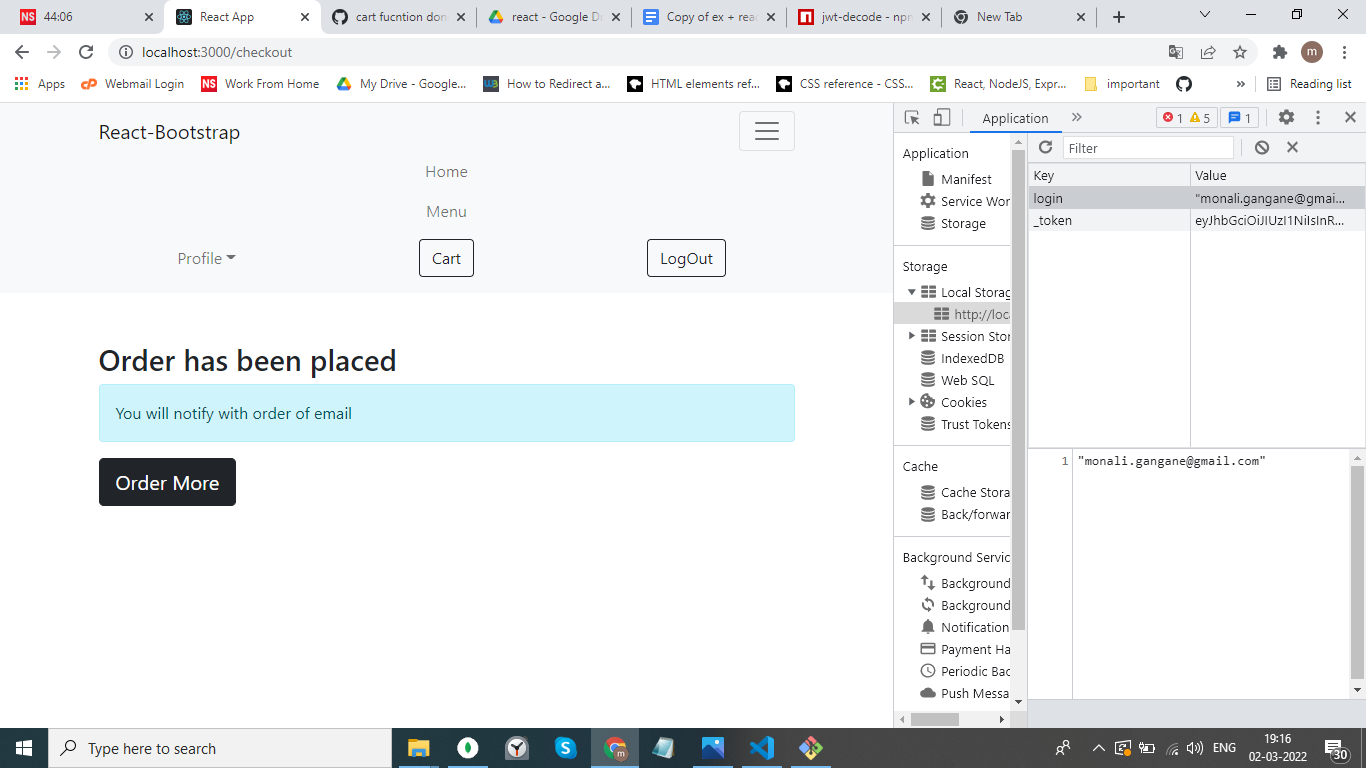 44:06
React App
cart fucntion don
react - Google Dr
Copy of ex + rea
jwt-decode - npm
New Tab
localhost:3000/checkout
m
Apps
Webmail Login
NS
Work From Home
My Drive - Google...
How to Redirect a...
HTML elements ref...
CSS reference - CSS...
React, NodeJS, Expr...
important
»
Reading list
React-Bootstrap
Home
Menu
Profile
Cart
LogOut
Order has been placed
You will notify with order of email
Order More
Application
»
1
5
1
Application
Manifest
Service Wor
Storage
Storage
Local Storag
http://loca
Session Stor
IndexedDB
Web SQL
Cookies
Trust Tokens
Cache
Cache Stora
Back/forwar
Background Servic
Background
Background
Notification
Payment Ha
Periodic Bac
Push Messa
Filter
Key
Value
login
"monali.gangane@gmai...
_token
eyJhbGciOiJIUzI1NiIsInR...
1
"monali.gangane@gmail.com"
Type here to search
ENG
19:16
02-03-2022
30